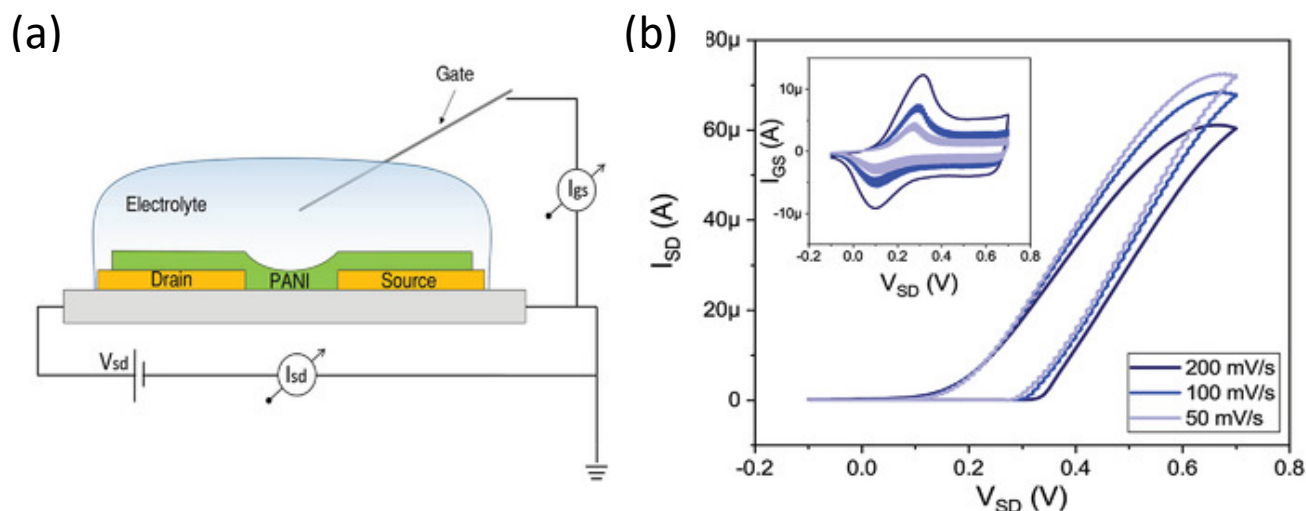 (a)
Gate
Electrolyte
Igs
Drain
PANI
Source
Vsd
Isd
(b)
80µ
60µ
40µ
20µ
0
ISD (A)
-0.2 0.0 0.2 0.4 0.6 0.8
VSD (V)
10µ
0
-10µ
IGS (A)
-0.2 0.0 0.2 0.4 0.6 0.8
VSD (V)
200 mV/s
100 mV/s
50 mV/s